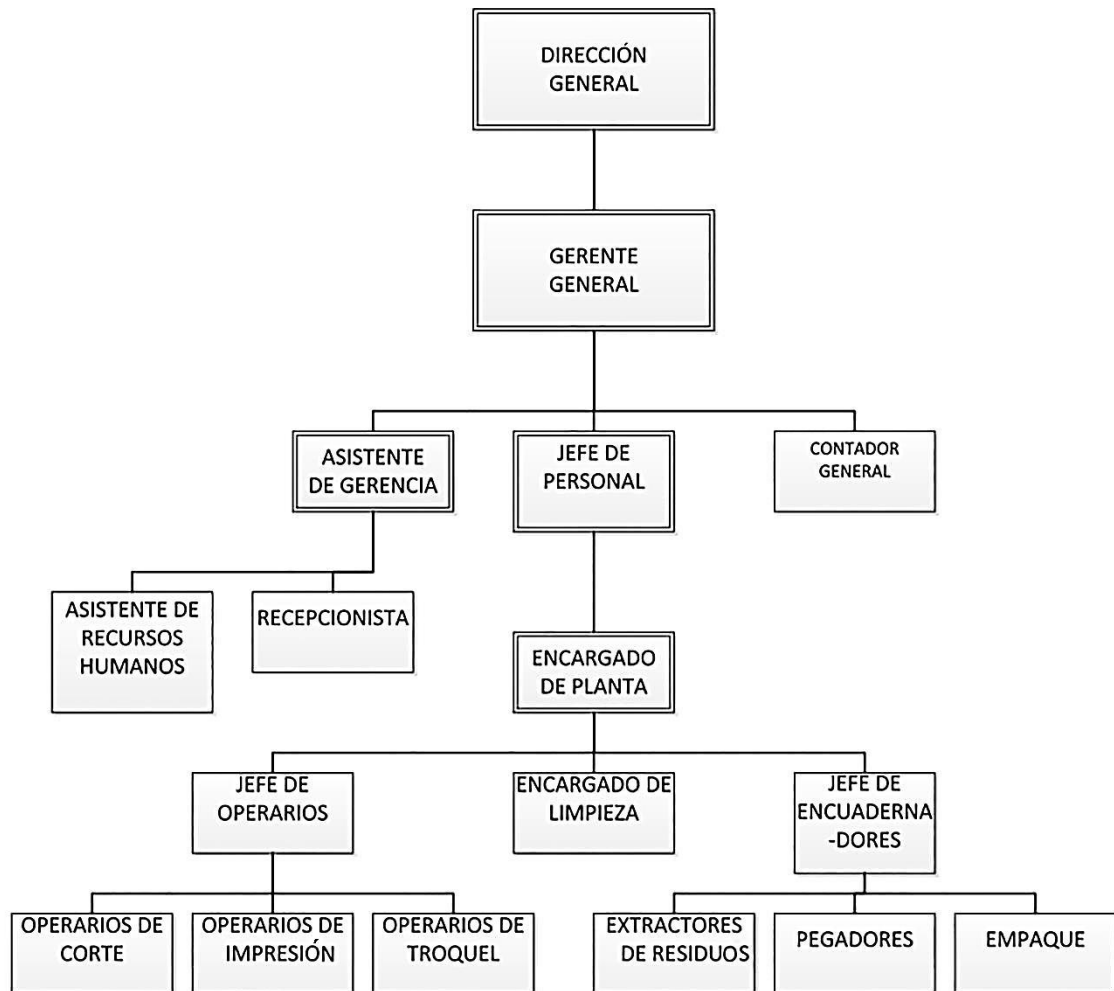 DIRECCIÓN
GENERAL
GERENTE
GENERAL
ASISTENTE
DE GERENCIA
JEFE DE
PERSONAL
CONTADOR
GENERAL
ASISTENTE DE
RECURSOS
HUMANOS
RECEPCIONISTA
ENCARGADO
DE PLANTA
JEFE DE
OPERARIOS
ENCARGADO DE
LIMPIEZA
JEFE DE
ENCUADERNA
-DORES
OPERARIOS DE
CORTE
OPERARIOS DE
IMPRESIÓN
OPERARIOS DE
TROQUEL
EXTRACTORES
DE RESIDUOS
PEGADORES
EMPAQUE